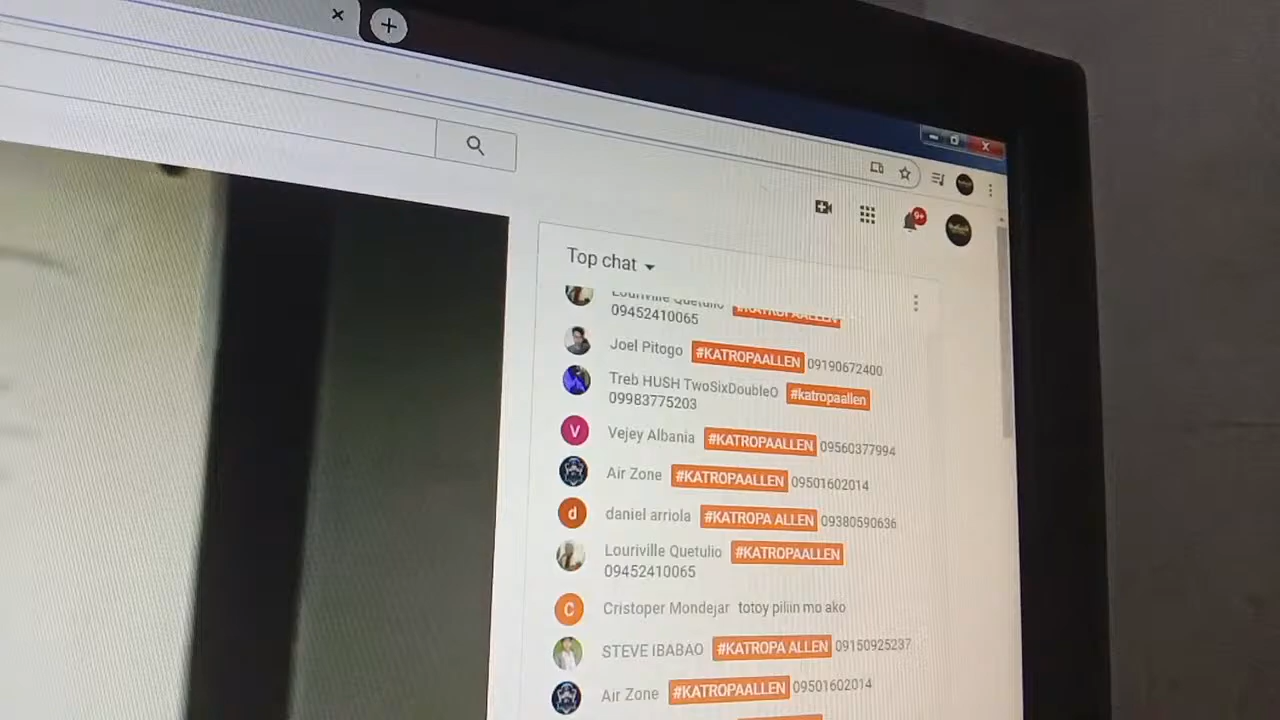 9+
Top chat
Louriville Quetulio #KATROPAALLEN
09452410065
Joel Pitogo #KATROPAALLEN 09190672400
Treb HUSH TwoSixDoubleO #katropaallen
09983775203
Vejey Albania #KATROPAALLEN 09560377994
V
Air Zone #KATROPAALLEN 09501602014
d
daniel arriola #KATROPA ALLEN 09380590636
Louriville Quetulio #KATROPAALLEN
09452410065
C
Cristoper Mondejar totoy piliin mo ako
STEVE IBABAO #KATROPA ALLEN 09150925237
Air Zone #KATROPAALLEN 09501602014